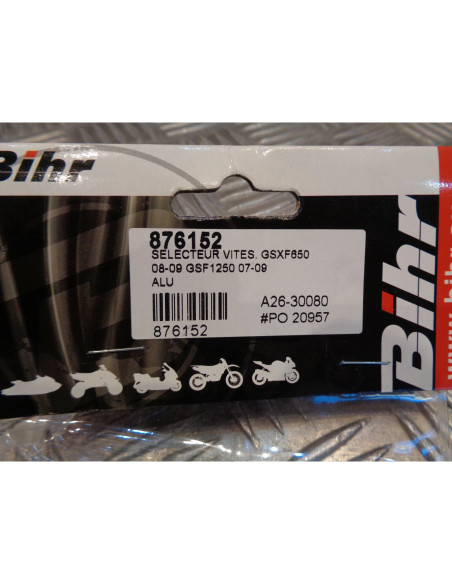 Bihr
876152
SELECTEUR VITES. GSXF650
08-09 GSF1250 07-09
ALU
A26-30080
876152
#PO 20957
Bihr